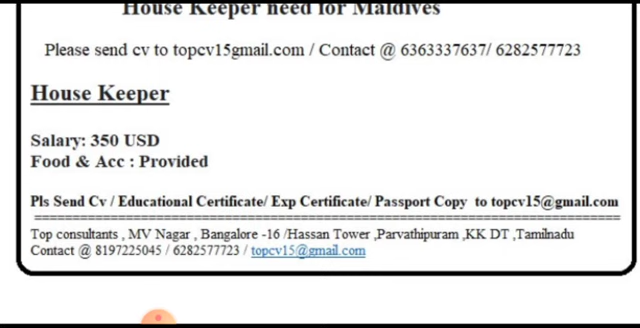 House Keeper need for Maldives
Please send cv to topcv15gmail.com / Contact @ 6363337637/ 6282577723
House Keeper
Salary: 350 USD
Food & Acc : Provided
Pls Send Cv / Educational Certificate/ Exp Certificate/ Passport Copy to topcv15@gmail.com
Top consultants , MV Nagar , Bangalore -16 /Hassan Tower ,Parvathipuram ,KK DT ,Tamilnadu
Contact @ 8197225045 / 6282577723 / topcv15@gmail.com